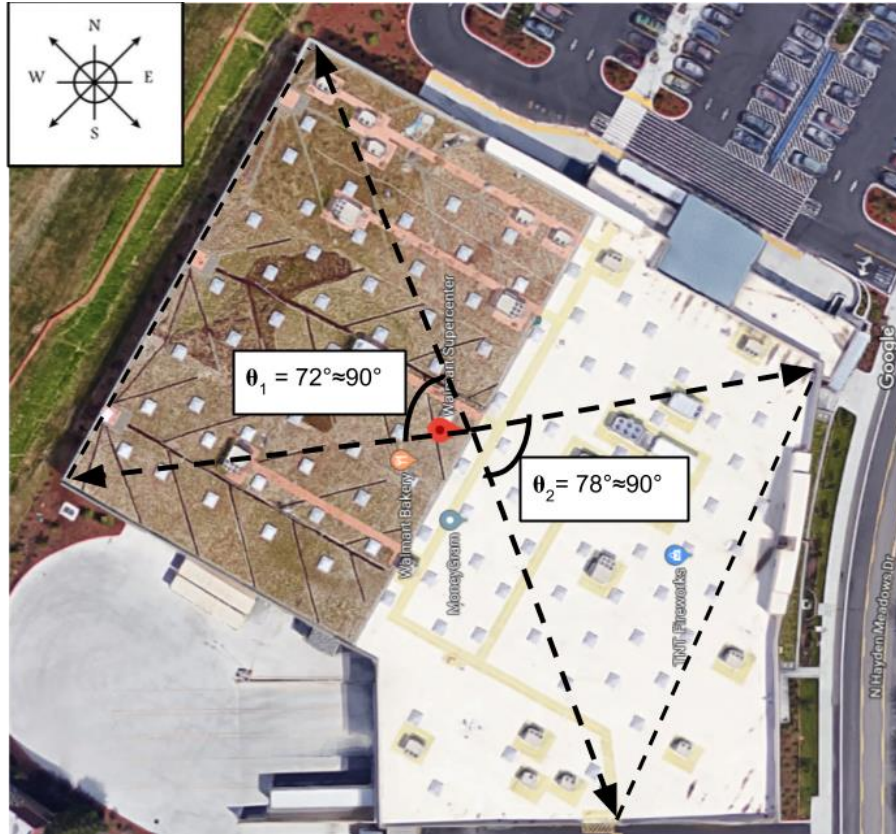 N
W E
S
Walmart Supercenter
Google
θ₁ = 72°≈90°
θ₂= 78°≈90°
Walmart Bakery
MoneyGram
TNT Fireworks
N Hayden Meadows Dr